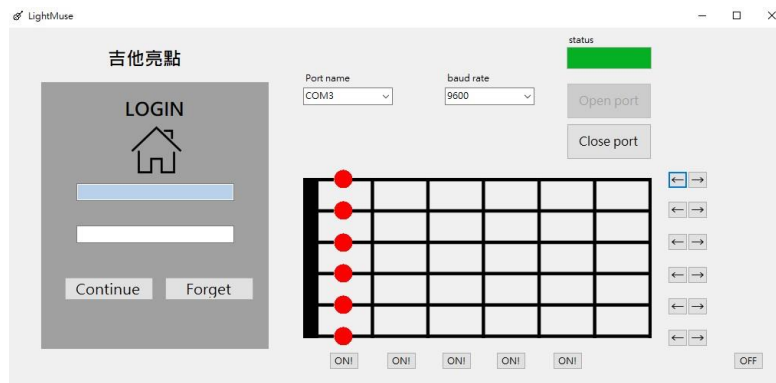 LightMuse
吉他亮點
LOGIN
Continue Forget
Port name
COM3
baud rate
9600
status
Open port
Close port
← →
← →
← →
← →
← →
← →
ON! ON! ON! ON! ON!
OFF